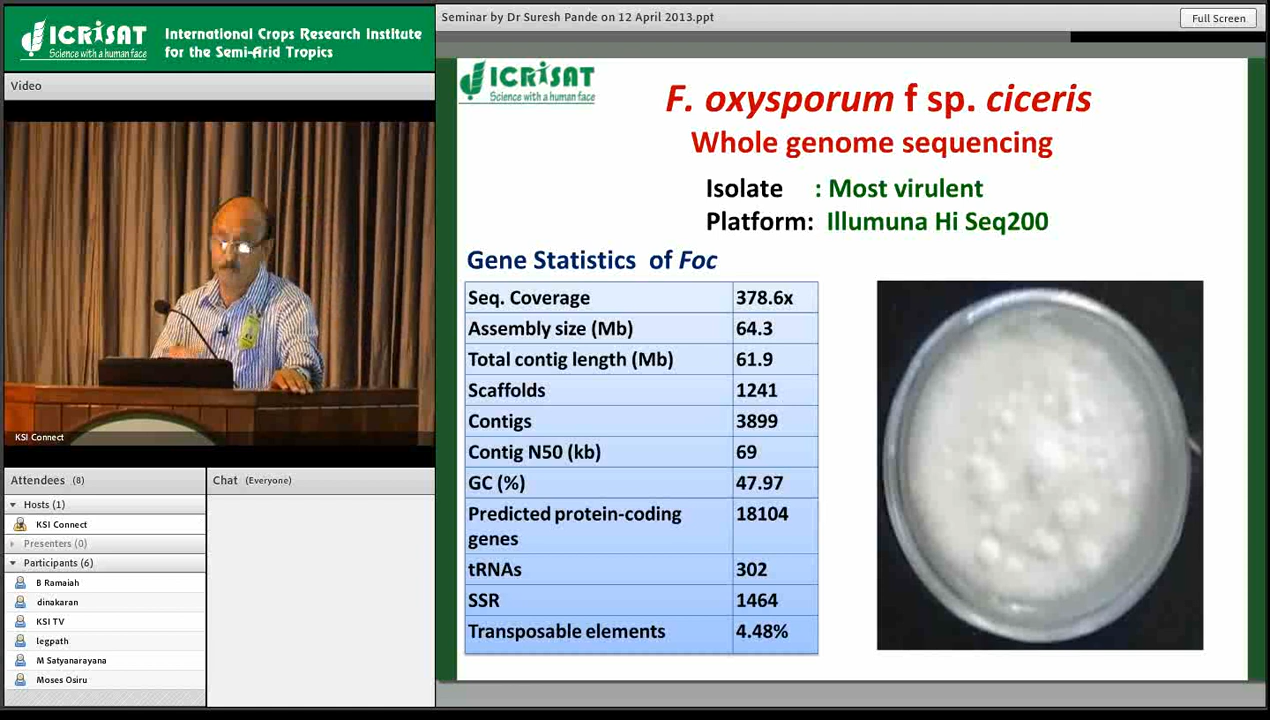 ICRISAT
Science with a human face
International Crops Research Institute
for the Semi-Arid Tropics
Video
KSI Connect
Attendees (8)
Hosts (1)
KSI Connect
Presenters (0)
Participants (6)
B Ramaiah
dinakaran
KSI TV
legpath
M Satyanarayana
Moses Osiru
Chat (Everyone)
Seminar by Dr Suresh Pande on 12 April 2013.ppt
Full Screen
ICRISAT
Science with a human face
F. oxysporum f sp. ciceris
Whole genome sequencing
Isolate : Most virulent
Platform: Illumuna Hi Seq200
Gene Statistics of Foc
Seq. Coverage 378.6x
Assembly size (Mb) 64.3
Total contig length (Mb) 61.9
Scaffolds 1241
Contigs 3899
Contig N50 (kb) 69
GC (%) 47.97
Predicted protein-coding 18104
genes
tRNAs 302
SSR 1464
Transposable elements 4.48%